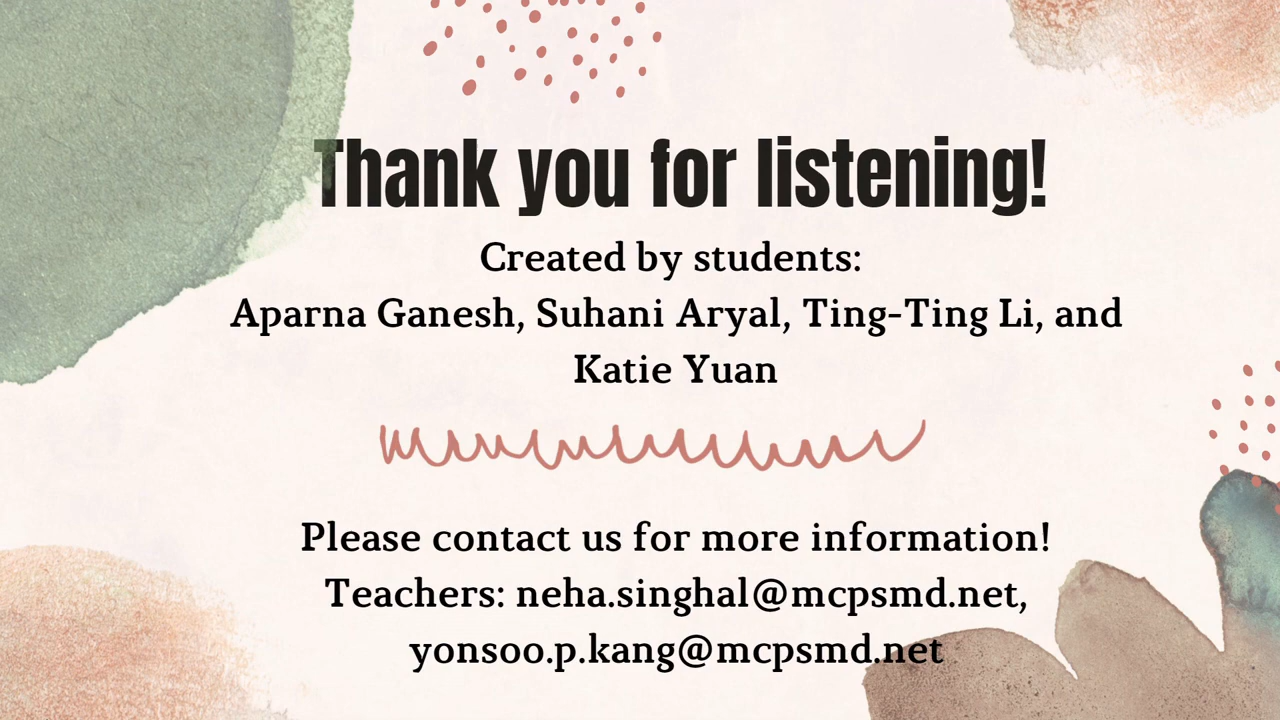 Thank you for listening!
Created by students:
Aparna Ganesh, Suhani Aryal, Ting-Ting Li, and
Katie Yuan
Please contact us for more information!
Teachers: neha.singhal@mcpsmd.net,
yonsoo.p.kang@mcpsmd.net